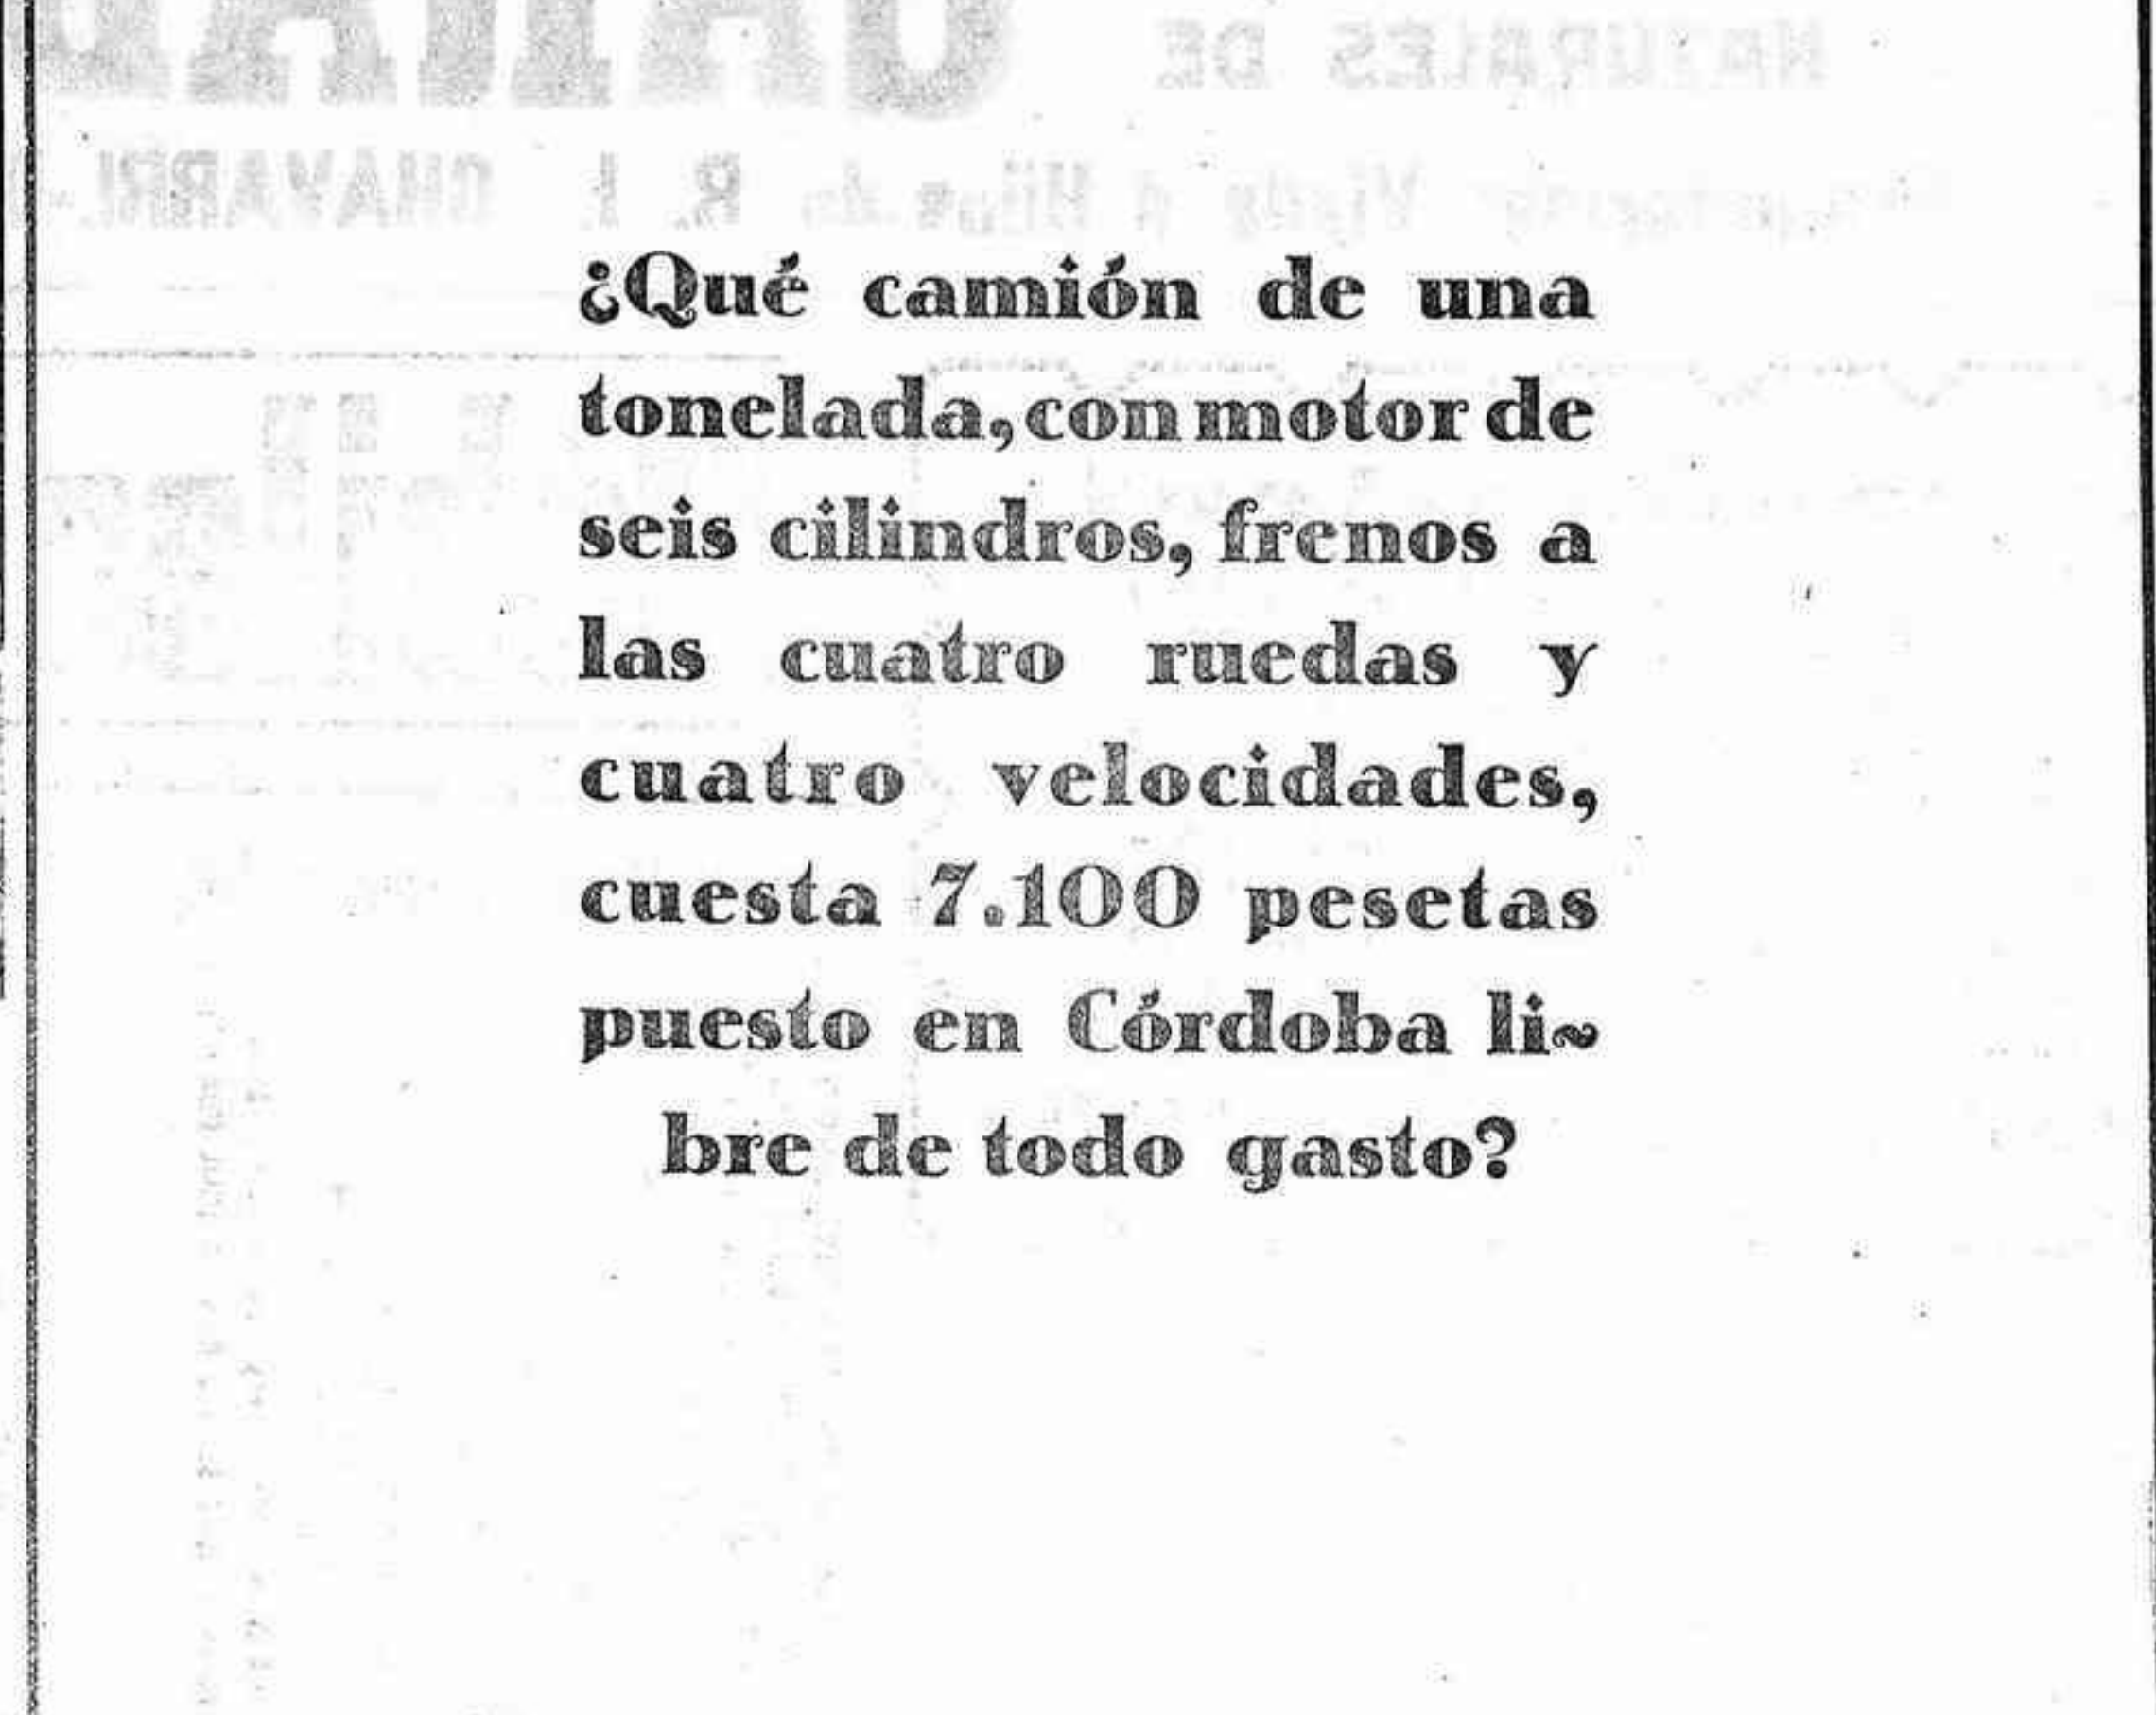 ¿Qué camión de una
tonelada, con motor de
seis cilindros, frenos a
las cuatro ruedas y
cuatro velocidades,
cuesta 7.100 pesetas
puesto en Córdoba li~
bre de todo gasto?